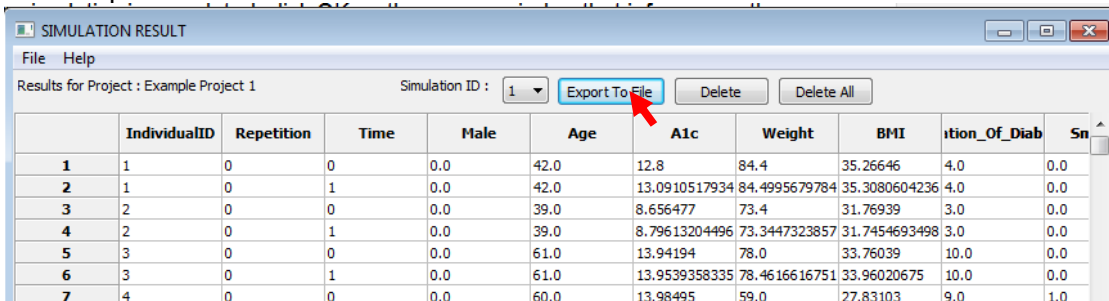 SIMULATION RESULT
File Help
Results for Project : Example Project 1 Simulation ID : 1 Export To File Delete Delete All
IndividualID Repetition Time Male Age A1c Weight BMI ıtion_Of_Diab Sn
1 1 0 0 0.0 42.0 12.8 84.4 35.26646 4.0 0.0
2 1 0 1 0.0 42.0 13.0910517934 84.4995679784 35.3080604236 4.0 0.0
3 2 0 0 0.0 39.0 8.656477 73.4 31.76939 3.0 0.0
4 2 0 1 0.0 39.0 8.79613204496 73.3447323857 31.7454693498 3.0 0.0
5 3 0 0 0.0 61.0 13.94194 78.0 33.76039 10.0 0.0
6 3 0 1 0.0 61.0 13.9539358335 78.4616616751 33.96020675 10.0 0.0
7 4 0 0 0.0 60.0 13.98495 59.0 27.83103 9.0 1.0